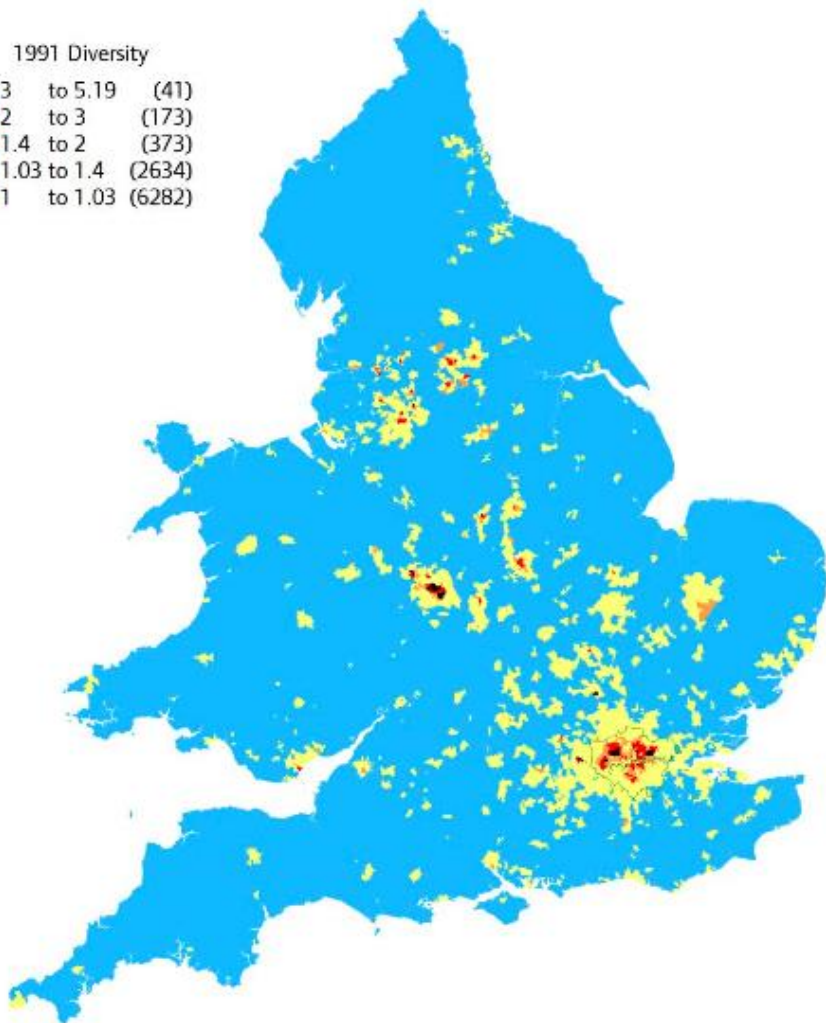 1991 Diversity
3 to 5.19 (41)
2 to 3 (173)
1.4 to 2 (373)
1.03 to 1.4 (2634)
1 to 1.03 (6282)